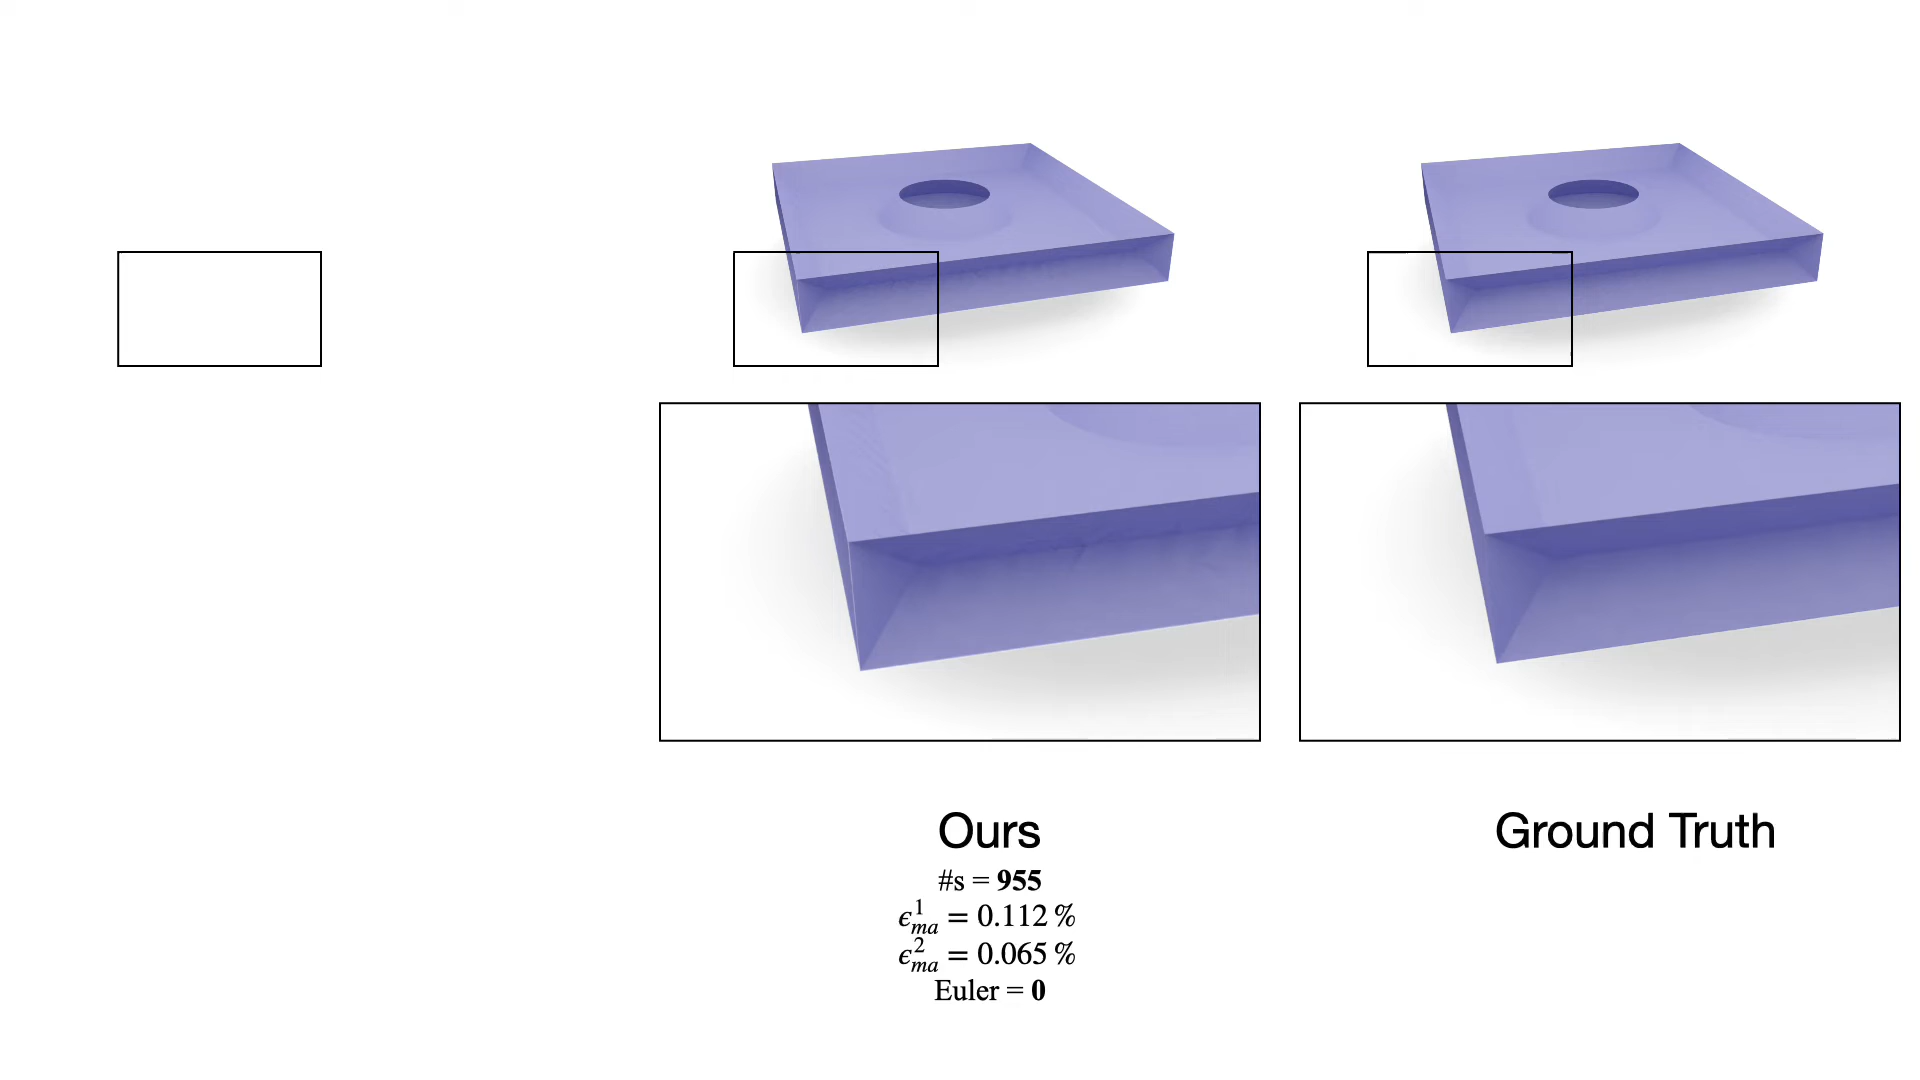 Ours
Ground Truth
#s = 955
ϵ¹ₘₐ = 0.112 %
ϵ²ₘₐ = 0.065 %
Euler = 0